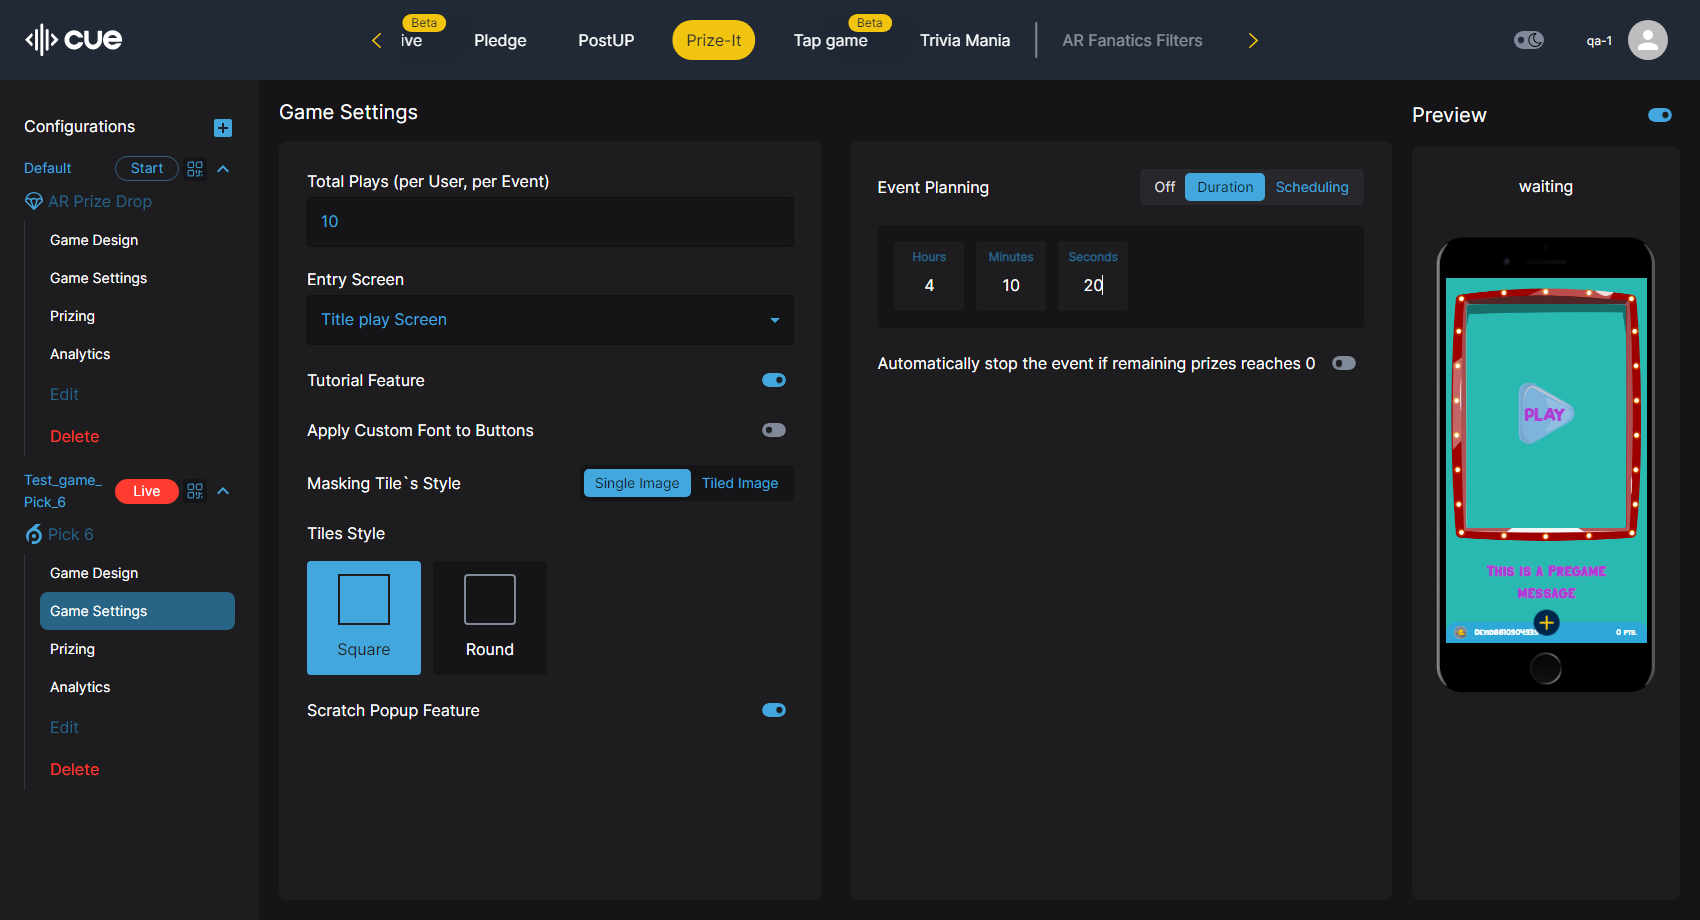 cue
Beta
ive
Pledge
PostUP
Prize-It
Beta
Tap game
Trivia Mania
AR Fanatics Filters
qa-1
Configurations
Default
Start
AR Prize Drop
Game Design
Game Settings
Prizing
Analytics
Edit
Delete
Test_game_
Pick_6
Live
Pick 6
Game Design
Game Settings
Prizing
Analytics
Edit
Delete
Game Settings
Total Plays (per User, per Event)
10
Entry Screen
Title play Screen
Tutorial Feature
Apply Custom Font to Buttons
Masking Tile`s Style
Single Image
Tiled Image
Tiles Style
Square
Round
Scratch Popup Feature
Event Planning
Off
Duration
Scheduling
Hours
Minutes
Seconds
4
10
20
Automatically stop the event if remaining prizes reaches 0
Preview
waiting
PLAY
THIS IS A PREGAME
MESSAGE
0 PTS.